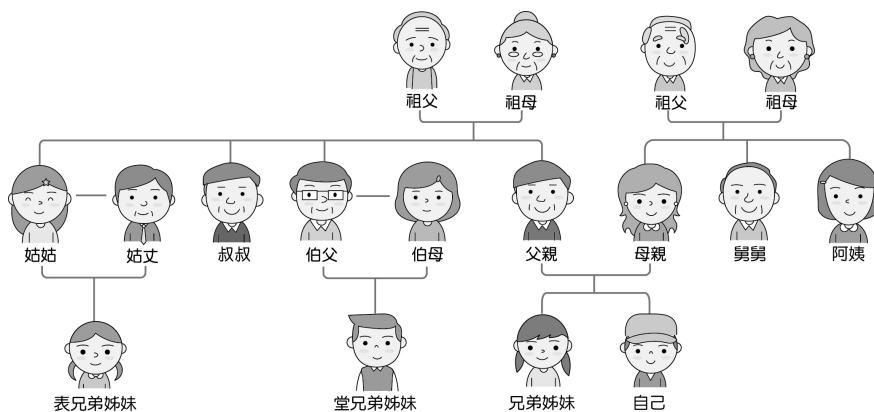 祖父 祖母 祖父 祖母
姑姑 姑丈 叔叔 伯父 伯母 父親 母親 舅舅 阿姨
表兄弟姊妹 堂兄弟姊妹 兄弟姊妹 自己